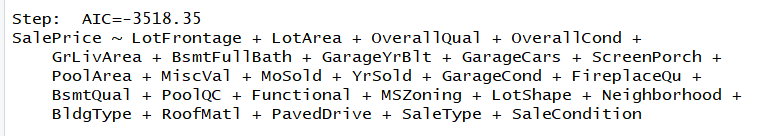 Step:  AIC=-3518.35
SalePrice ~ LotFrontage + LotArea + OverallQual + OverallCond +
    GrLivArea + BsmtFullBath + GarageYrBlt + GarageCars + ScreenPorch +
    PoolArea + MiscVal + MoSold + YrSold + GarageCond + FireplaceQu +
    BsmtQual + PoolQC + Functional + MSZoning + LotShape + Neighborhood +
    BldgType + RoofMatl + PavedDrive + SaleType + SaleCondition